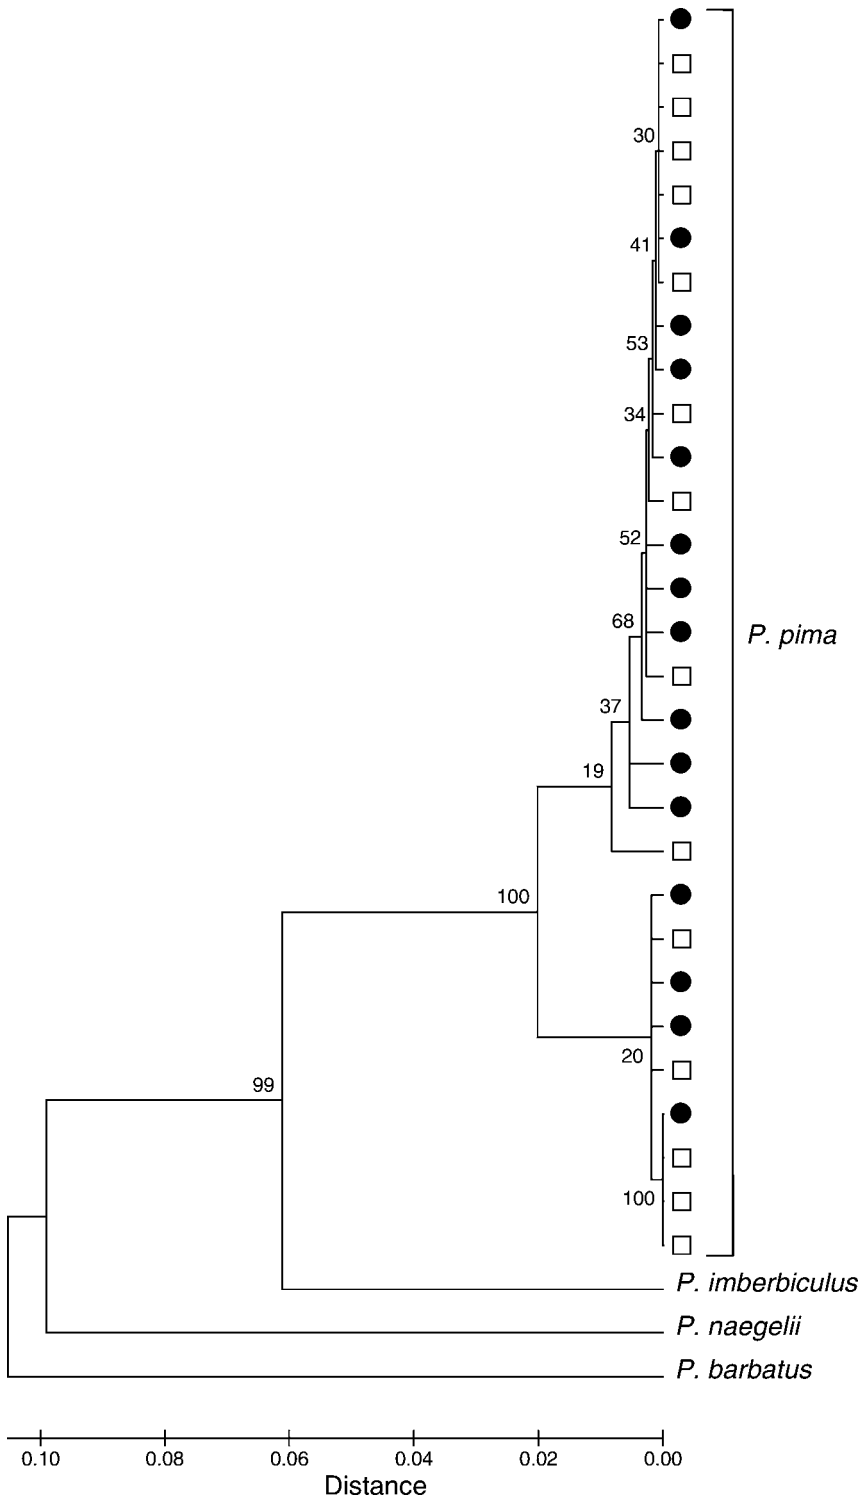 30
41
53
34
52
68
P. pima
37
19
100
20
99
100
P. imberbiculus
P. naegelii
P. barbatus
0.10 0.08 0.06 0.04 0.02 0.00
Distance